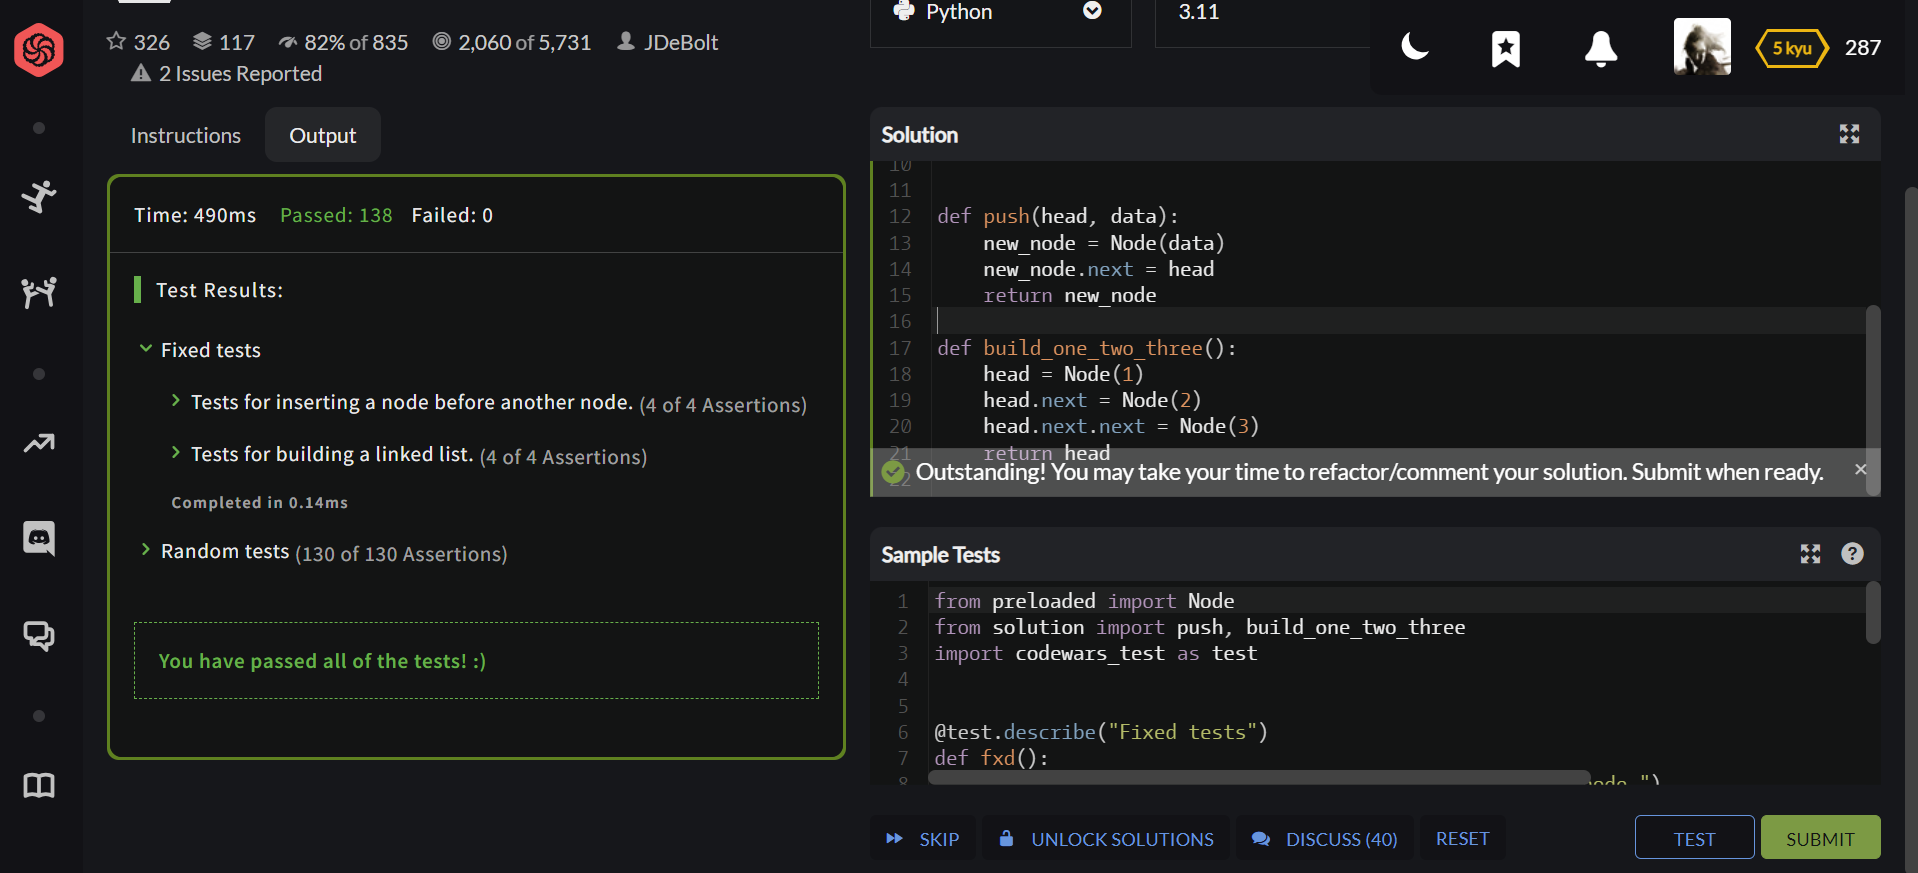 326 117 82% of 835 2,060 of 5,731 JDeBolt
2 Issues Reported
Python
3.11
5 kyu 287
Instructions Output
Time: 490ms Passed: 138 Failed: 0
Test Results:
Fixed tests
Tests for inserting a node before another node. (4 of 4 Assertions)
Tests for building a linked list. (4 of 4 Assertions)
Completed in 0.14ms
Random tests (130 of 130 Assertions)
You have passed all of the tests! :)
Solution
10
11
12 def push(head, data):
13 new_node = Node(data)
14 new_node.next = head
15 return new_node
16
17 def build_one_two_three():
18 head = Node(1)
19 head.next = Node(2)
20 head.next.next = Node(3)
21 return head
22
Outstanding! You may take your time to refactor/comment your solution. Submit when ready.
Sample Tests
1 from preloaded import Node
2 from solution import push, build_one_two_three
3 import codewars_test as test
4
5
6 @test.describe("Fixed tests")
7 def fxd():
8
SKIP UNLOCK SOLUTIONS DISCUSS (40) RESET TEST SUBMIT